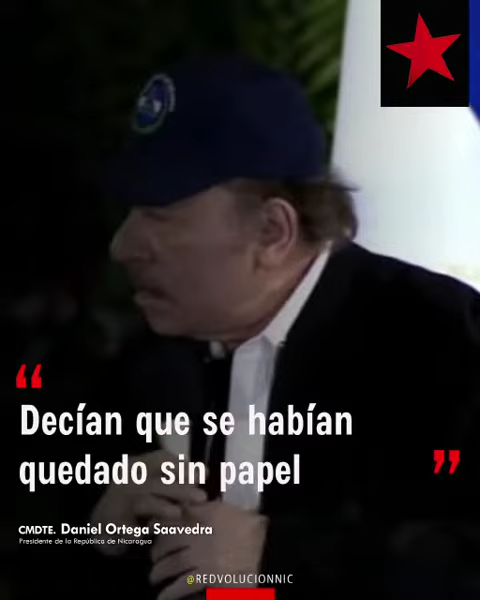 “
Decían que se habían
quedado sin papel
”
CMDTE. Daniel Ortega Saavedra
Presidente de la República de Nicaragua
@REDVOLUCIONNIC